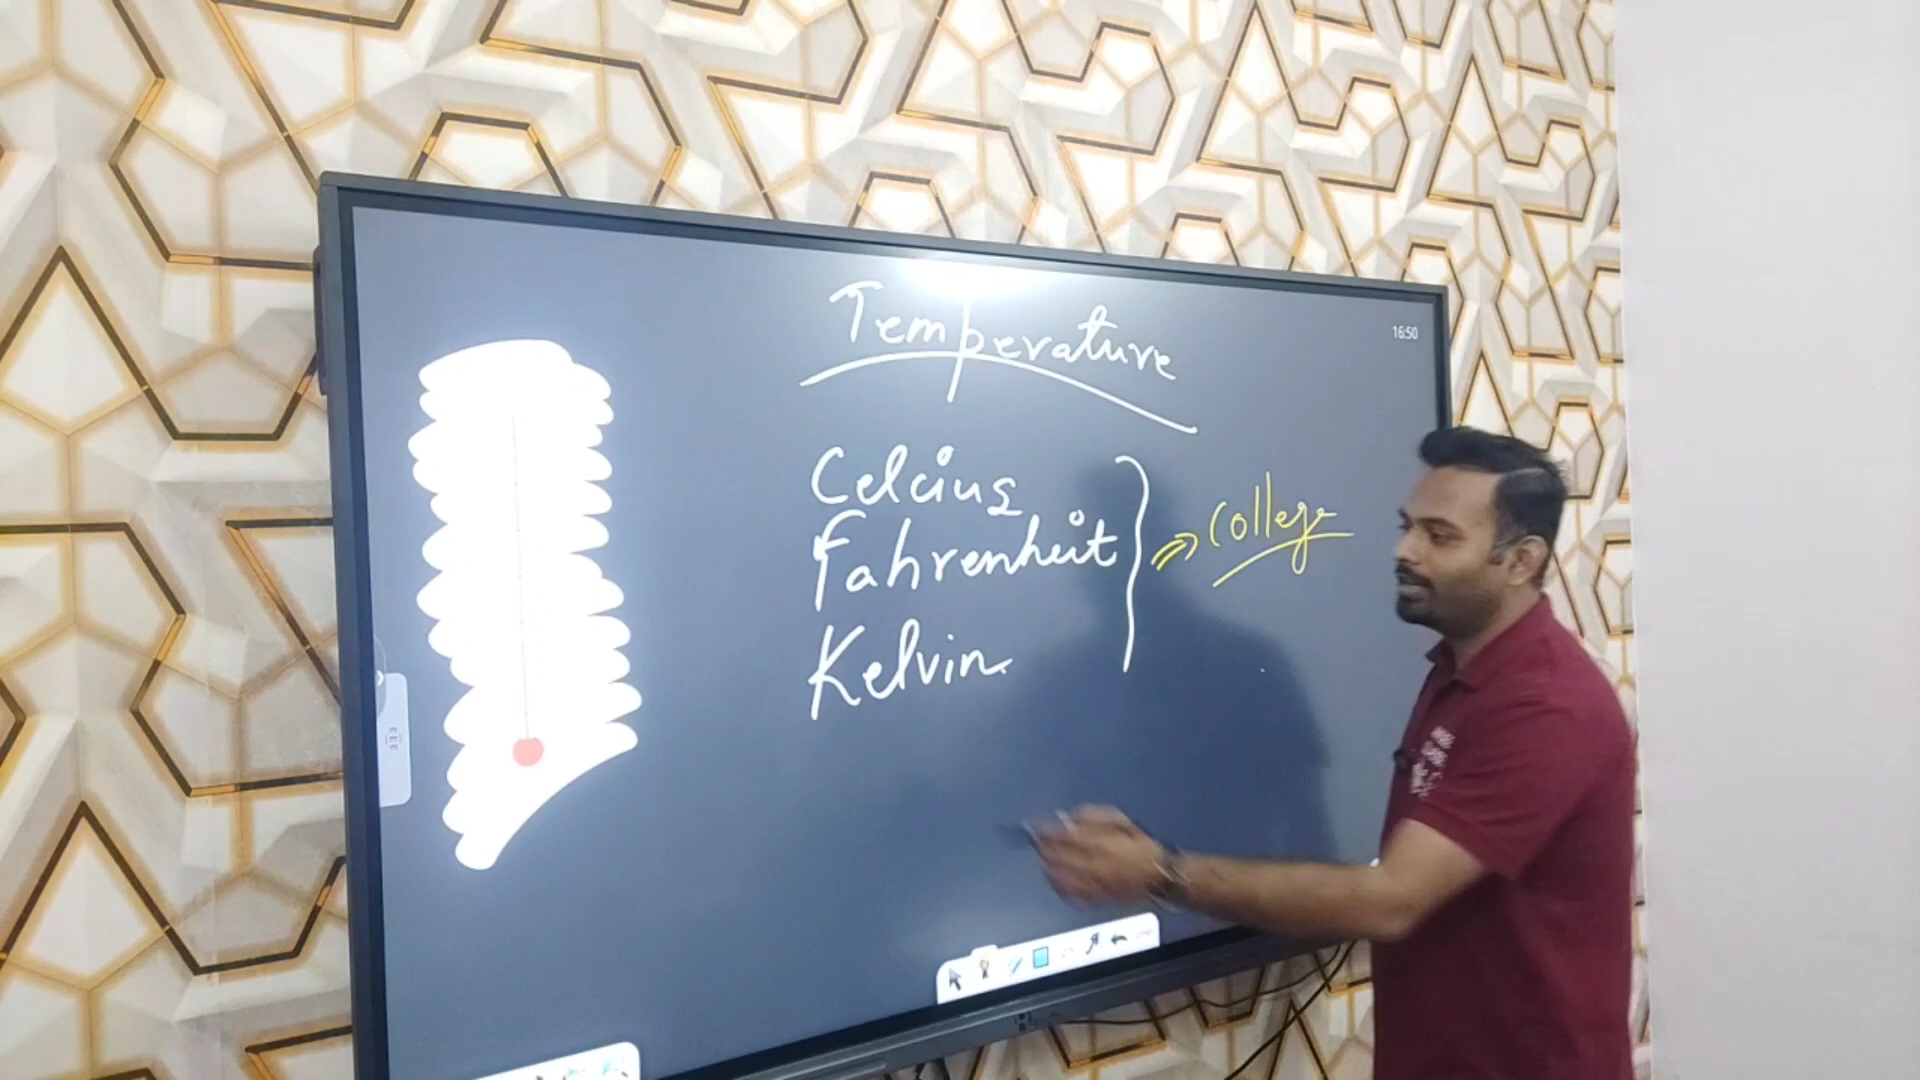 Temperature
16:50
Celcius
Fahrenheit
College
Kelvin